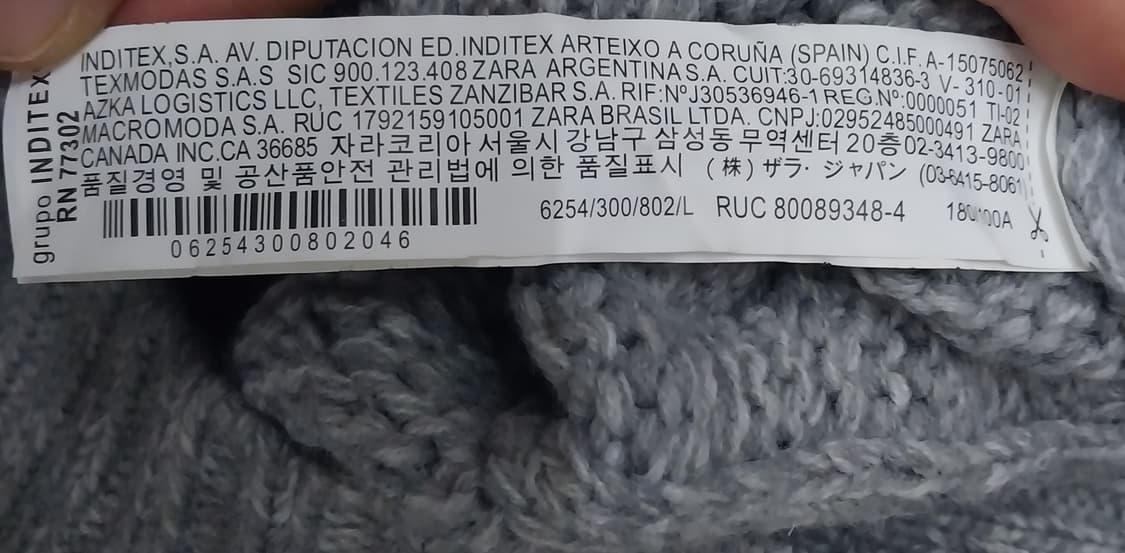 grupo INDITEX
RN 77302
INDITEX,S.A. AV. DIPUTACION ED.INDITEX ARTEIXO A CORUÑA (SPAIN) C.I.F. A-15075062
TEXMODAS S.A.S SIC 900.123.408 ZARA ARGENTINA S.A. CUIT:30-69314836-3 V- 310-01
AZKA LOGISTICS LLC, TEXTILES ZANZIBAR S.A. RIF:NºJ30536946-1 REG.Nº:0000051 TI-02
MACROMODA S.A. RUC 1792159105001 ZARA BRASIL LTDA. CNPJ:02952485000491 ZARA
CANADA INC.CA 36685 자라코리아 서울시 강남구 삼성동 무역센터 20층 02-3413-9800
품질경영 및 공산품안전 관리법에 의한 품질표시 (株) ザラ・ジャパン (03-6415-8061)
6254/300/802/L RUC 80089348-4 180/100A
06254300802046